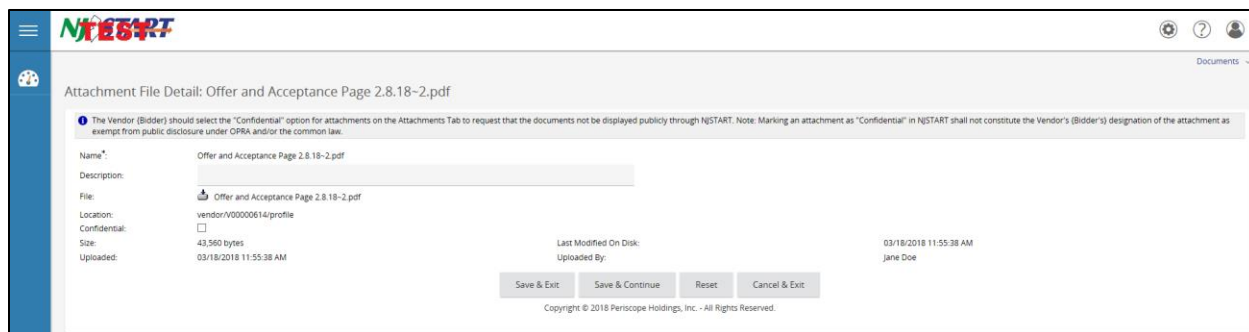 NJSTART
TEST
Documents
Attachment File Detail: Offer and Acceptance Page 2.8.18~2.pdf
The Vendor {Bidder} should select the "Confidential" option for attachments on the Attachments Tab to request that the documents not be displayed publicly through NJSTART. Note: Marking an attachment as "Confidential" in NJSTART shall not constitute the Vendor's {Bidder's} designation of the attachment as
exempt from public disclosure under OPRA and/or the common law.
Name*: Offer and Acceptance Page 2.8.18~2.pdf
Description:
File: Offer and Acceptance Page 2.8.18~2.pdf
Location: vendor/V00000614/profile
Confidential:
Size: 43,560 bytes Last Modified On Disk: 03/18/2018 11:55:38 AM
Uploaded: 03/18/2018 11:55:38 AM Uploaded By: Jane Doe
Save & Exit Save & Continue Reset Cancel & Exit
Copyright © 2018 Periscope Holdings, Inc. - All Rights Reserved.